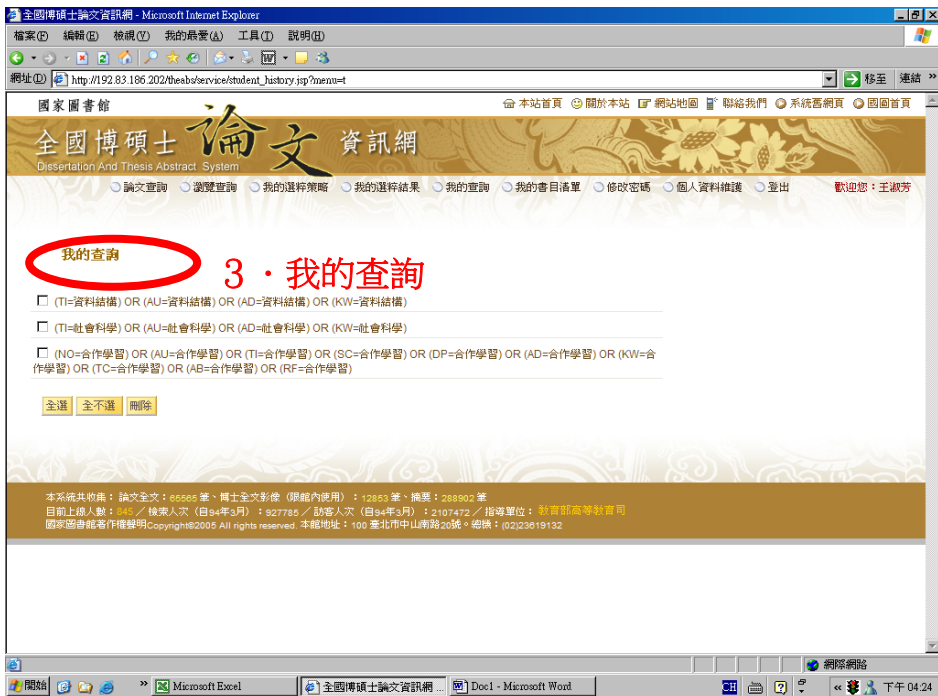 全國博碩士論文資訊網 - Microsoft Internet Explorer
檔案(F) 編輯(E) 檢視(V) 我的最愛(A) 工具(T) 說明(H)
網址(D) http://192.83.186.202/theabs/service/student_history.jsp?menu=t 移至 連結 »
國家圖書館 本站首頁 關於本站 網站地圖 聯絡我們 系統舊網頁 國圖首頁
全國博碩士論文資訊網
Dissertation And Thesis Abstract System
論文查詢 瀏覽查詢 我的選粹策略 我的選粹結果 我的查詢 我的書目清單 修改密碼 個人資料維護 登出 歡迎您：王淑芳
我的查詢
３．我的查詢
(TI=資料結構) OR (AU=資料結構) OR (AD=資料結構) OR (KW=資料結構)
(TI=社會科學) OR (AU=社會科學) OR (AD=社會科學) OR (KW=社會科學)
(NO=合作學習) OR (AU=合作學習) OR (TI=合作學習) OR (SC=合作學習) OR (DP=合作學習) OR (AD=合作學習) OR (KW=合
作學習) OR (TC=合作學習) OR (AB=合作學習) OR (RF=合作學習)
全選 全不選 刪除
本系統共收集：論文全文：65565 筆、博士全文影像（限館內使用）：12853 筆、摘要：288902 筆
目前上線人數：845 ／ 檢索人次（自94年3月）：927785 ／ 訪客人次（自94年3月）：2107472 ／ 指導單位：教育部高等教育司
國家圖書館著作權聲明Copyright©2005 All rights reserved. 本館地址：100 臺北市中山南路20號。總機：(02)23619132
網際網路
開始 » Microsoft Excel 全國博碩士論文資訊網 ... Doc1 - Microsoft Word CH « 下午 04:24